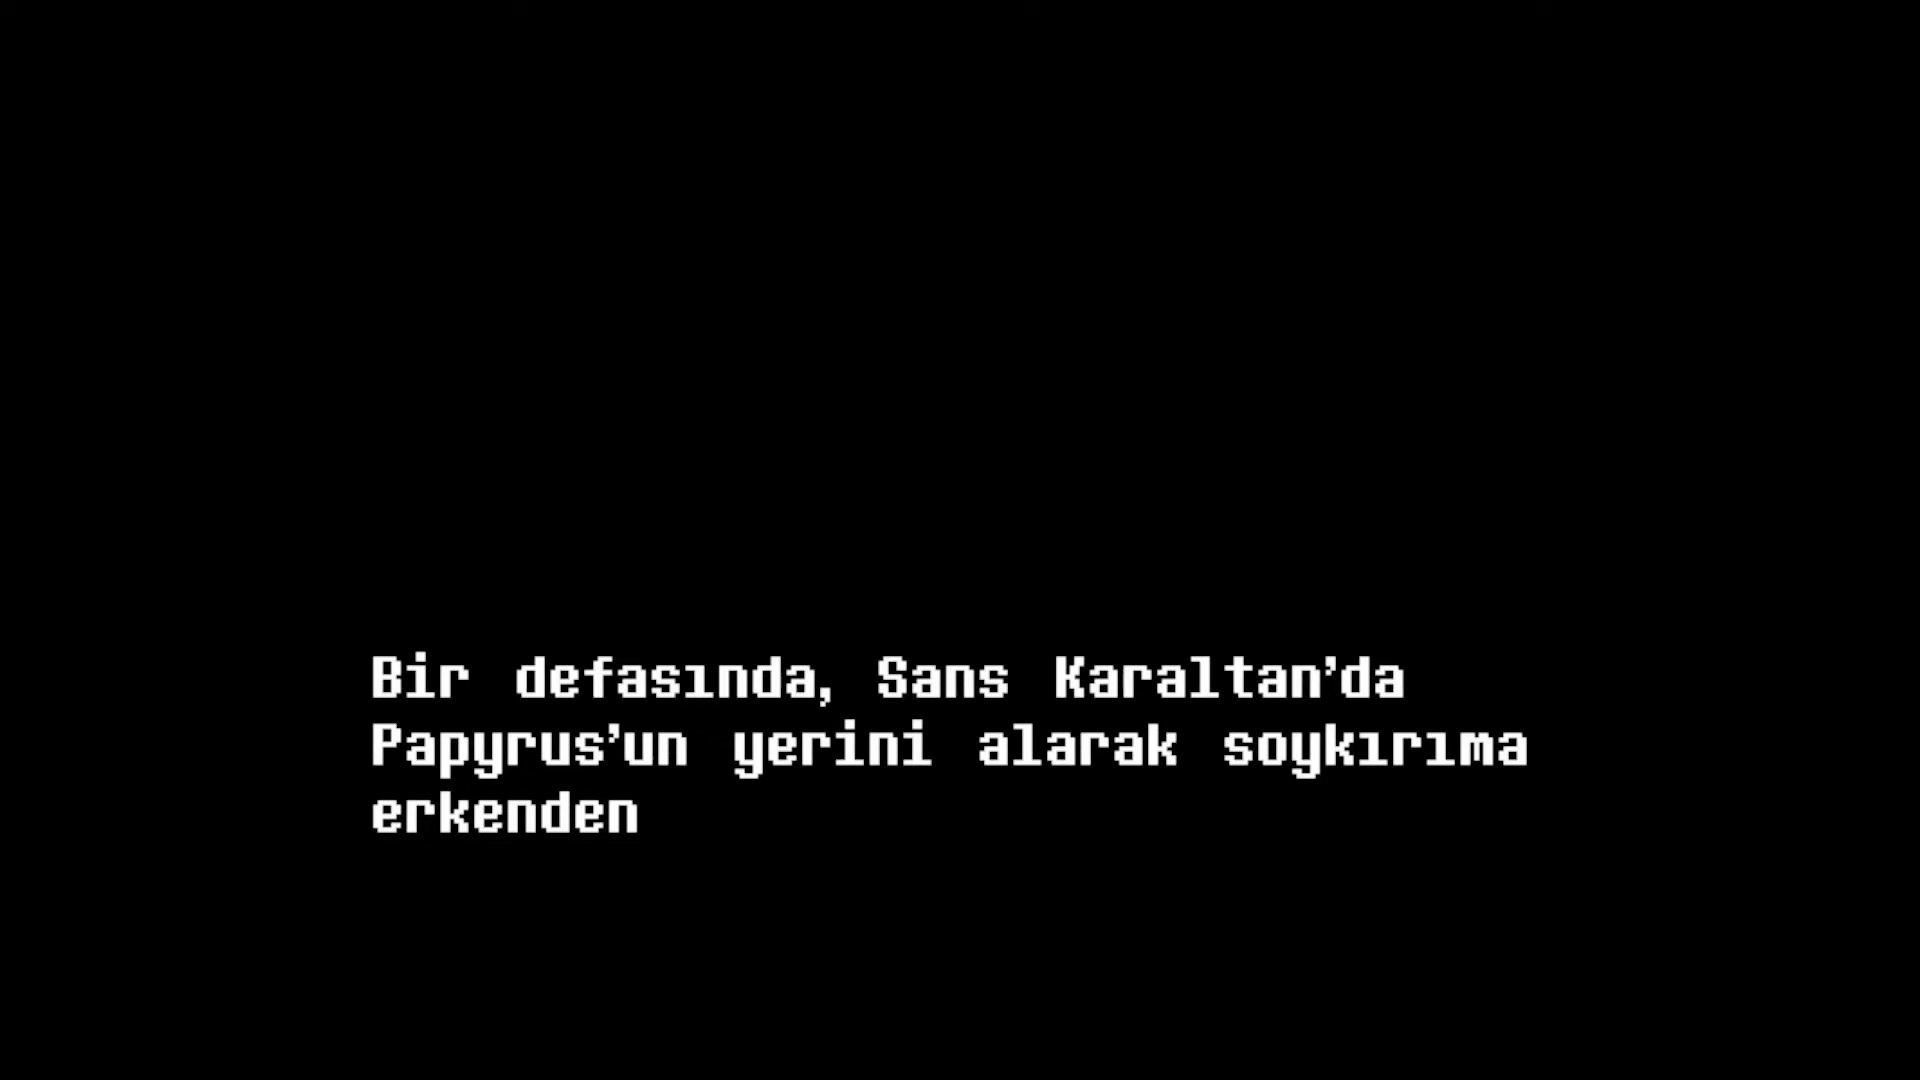 Bir defasında, Sans Karaltan’da
Papyrus’un yerini alarak soykırıma
erkenden